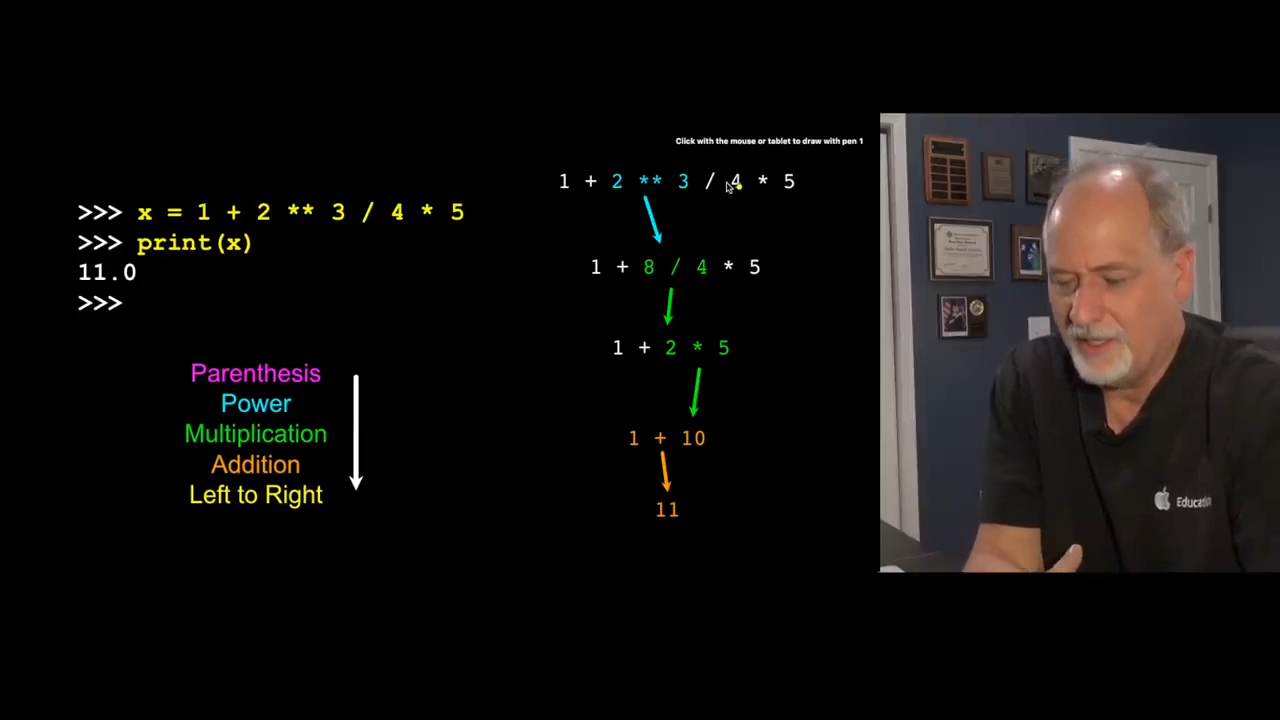 Click with the mouse or tablet to draw with pen 1
>>> x = 1 + 2 ** 3 / 4 * 5
>>> print(x)
11.0
>>>
Parenthesis
Power
Multiplication
Addition
Left to Right
1 + 2 ** 3 / 4 * 5
1 + 8 / 4 * 5
1 + 2 * 5
1 + 10
11
Education